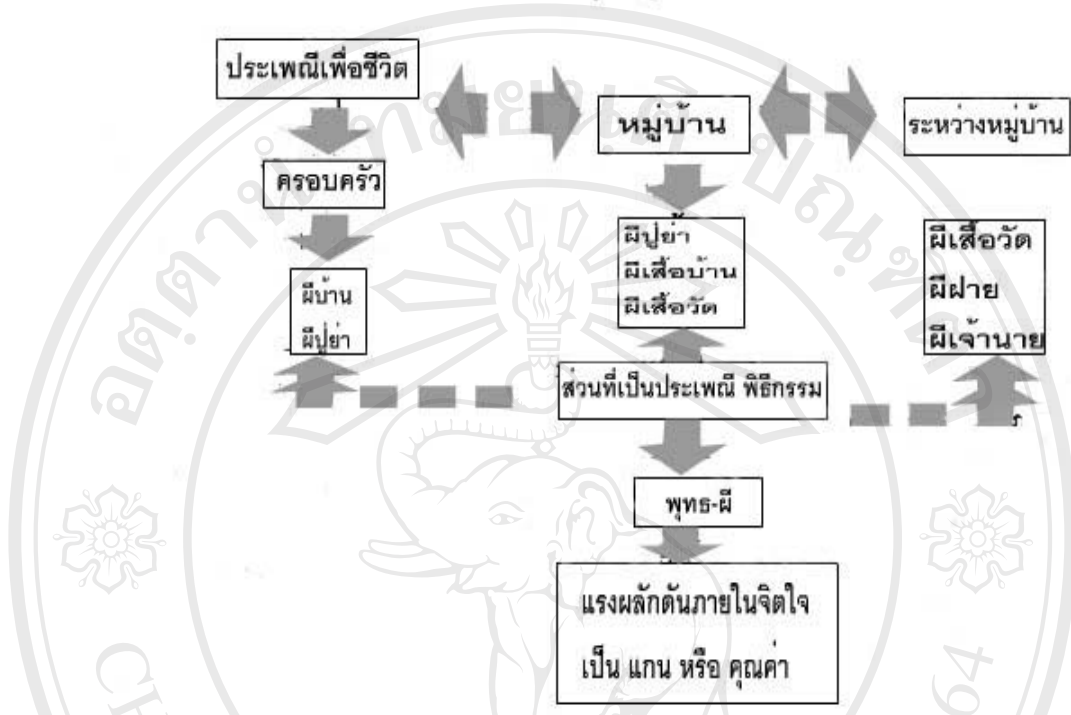 ประเพณีเพื่อชีวิต
หมู่บ้าน
ระหว่างหมู่บ้าน
ครอบครัว
ผีบ้าน
ผีปู่ย่า
ผีปู่ย่า
ผีเสื้อบ้าน
ผีเสื้อวัด
ผีเสื้อวัด
ผีฝาย
ผีเจ้านาย
ส่วนที่เป็นประเพณี พิธีกรรม
พุทธ-ผี
แรงผลักดันภายในจิตใจ
เป็น แกน หรือ คุณค่า
64